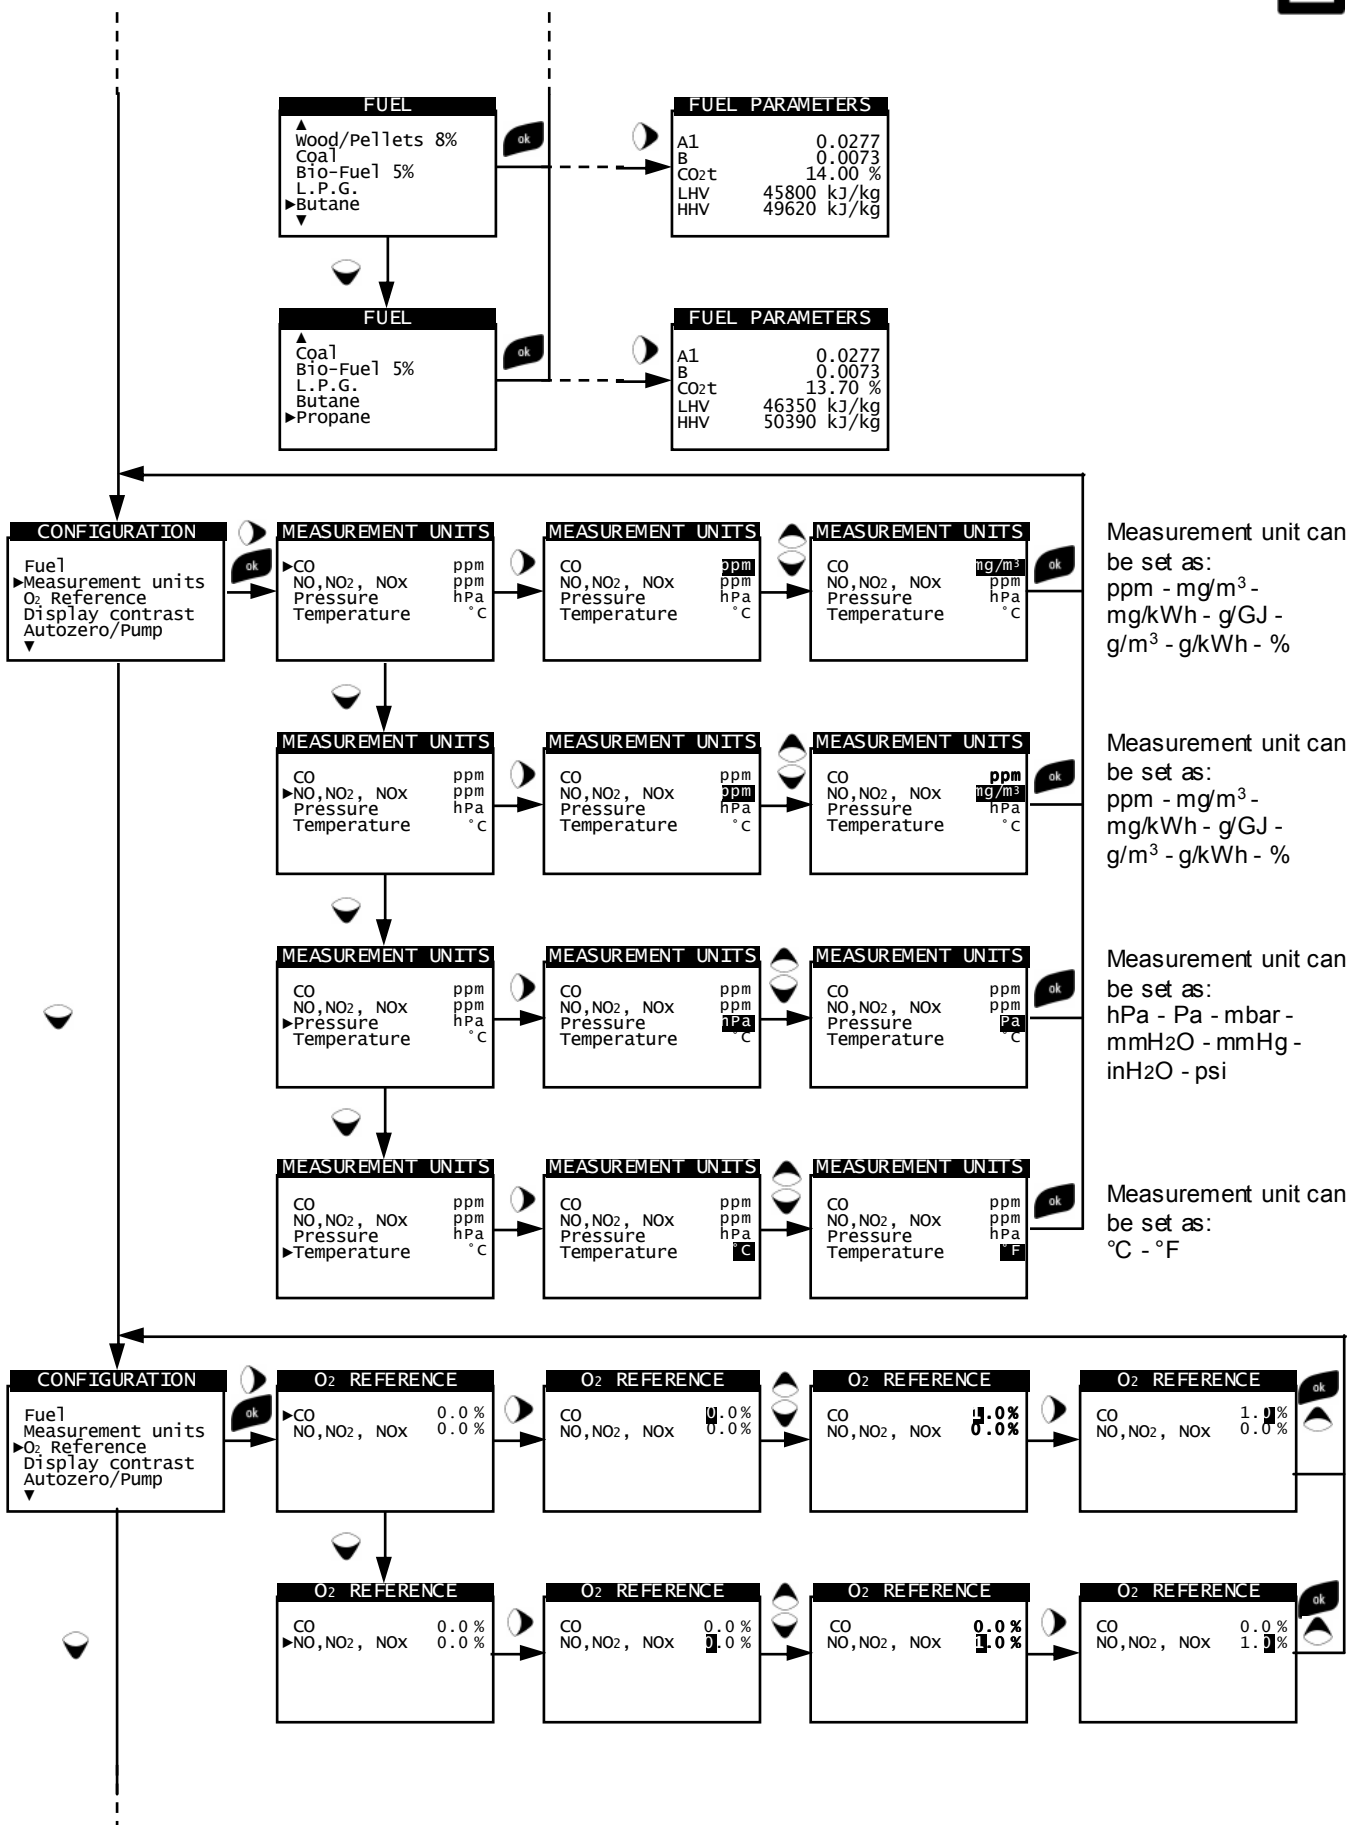 FUEL
▲
Wood/Pellets 8%
Coal
Bio-Fuel 5%
L.P.G.
►Butane
▼
ok
FUEL PARAMETERS
A1 0.0277
B 0.0073
CO2t 14.00 %
LHV 45800 kJ/kg
HHV 49620 kJ/kg
FUEL
▲
Coal
Bio-Fuel 5%
L.P.G.
Butane
►Propane
ok
FUEL PARAMETERS
A1 0.0277
B 0.0073
CO2t 13.70 %
LHV 46350 kJ/kg
HHV 50390 kJ/kg
CONFIGURATION
Fuel
►Measurement units
O2 Reference
Display contrast
Autozero/Pump
▼
ok
MEASUREMENT UNITS
►CO ppm
NO,NO2, NOx ppm
Pressure hPa
Temperature °C
MEASUREMENT UNITS
CO ppm
NO,NO2, NOx ppm
Pressure hPa
Temperature °C
MEASUREMENT UNITS
CO mg/m³
NO,NO2, NOx ppm
Pressure hPa
Temperature °C
ok
Measurement unit can
be set as:
ppm - mg/m³ -
mg/kWh - g/GJ -
g/m³ - g/kWh - %
MEASUREMENT UNITS
CO ppm
►NO,NO2, NOx ppm
Pressure hPa
Temperature °C
MEASUREMENT UNITS
CO ppm
NO,NO2, NOx ppm
Pressure hPa
Temperature °C
MEASUREMENT UNITS
CO ppm
NO,NO2, NOx mg/m³
Pressure hPa
Temperature °C
ok
Measurement unit can
be set as:
ppm - mg/m³ -
mg/kWh - g/GJ -
g/m³ - g/kWh - %
MEASUREMENT UNITS
CO ppm
NO,NO2, NOx ppm
►Pressure hPa
Temperature °C
MEASUREMENT UNITS
CO ppm
NO,NO2, NOx ppm
Pressure hPa
Temperature °C
MEASUREMENT UNITS
CO ppm
NO,NO2, NOx ppm
Pressure Pa
Temperature °C
ok
Measurement unit can
be set as:
hPa - Pa - mbar -
mmH2O - mmHg -
inH2O - psi
MEASUREMENT UNITS
CO ppm
NO,NO2, NOx ppm
Pressure hPa
►Temperature °C
MEASUREMENT UNITS
CO ppm
NO,NO2, NOx ppm
Pressure hPa
Temperature °C
MEASUREMENT UNITS
CO ppm
NO,NO2, NOx ppm
Pressure hPa
Temperature °F
ok
Measurement unit can
be set as:
°C - °F
CONFIGURATION
Fuel
Measurement units
►O2 Reference
Display contrast
Autozero/Pump
▼
ok
O2 REFERENCE
►CO 0.0%
NO,NO2, NOx 0.0%
O2 REFERENCE
CO 0.0%
NO,NO2, NOx 0.0%
O2 REFERENCE
CO 1.0%
NO,NO2, NOx 0.0%
O2 REFERENCE
CO 1.0%
NO,NO2, NOx 0.0%
ok
O2 REFERENCE
CO 0.0%
►NO,NO2, NOx 0.0%
O2 REFERENCE
CO 0.0%
NO,NO2, NOx 0.0%
O2 REFERENCE
CO 0.0%
NO,NO2, NOx 1.0%
O2 REFERENCE
CO 0.0%
NO,NO2, NOx 1.0%
ok